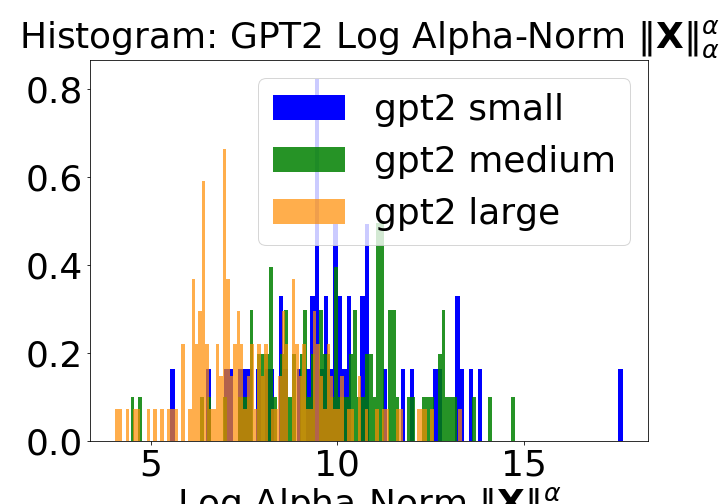 Histogram: GPT2 Log Alpha-Norm ‖X‖α α
0.8
0.6
0.4
0.2
0.0
gpt2 small
gpt2 medium
gpt2 large
5 10 15
Log Alpha Norm ‖X‖α